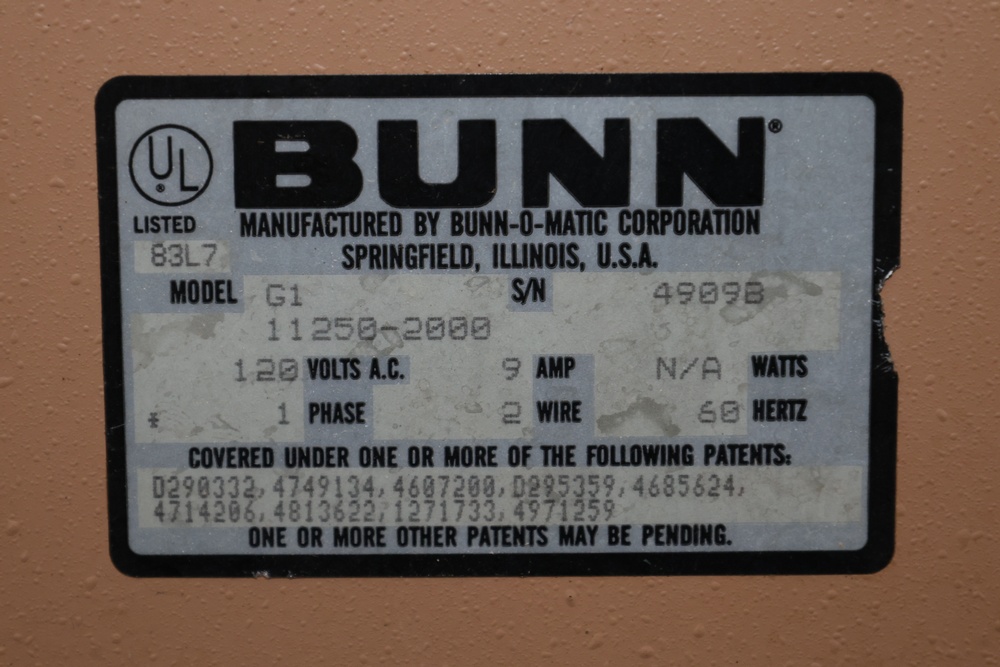 UL®
BUNN®
LISTED
83L7
MANUFACTURED BY BUNN-O-MATIC CORPORATION
SPRINGFIELD, ILLINOIS, U.S.A.
MODEL G1 S/N 4909B
11250-2000
120 VOLTS A.C. 9 AMP N/A WATTS
* 1 PHASE 2 WIRE 60 HERTZ
COVERED UNDER ONE OR MORE OF THE FOLLOWING PATENTS:
D290332, 4749134, 4607200, D295359, 4685624,
4714206, 4813622, 1271733, 4971259
ONE OR MORE OTHER PATENTS MAY BE PENDING.